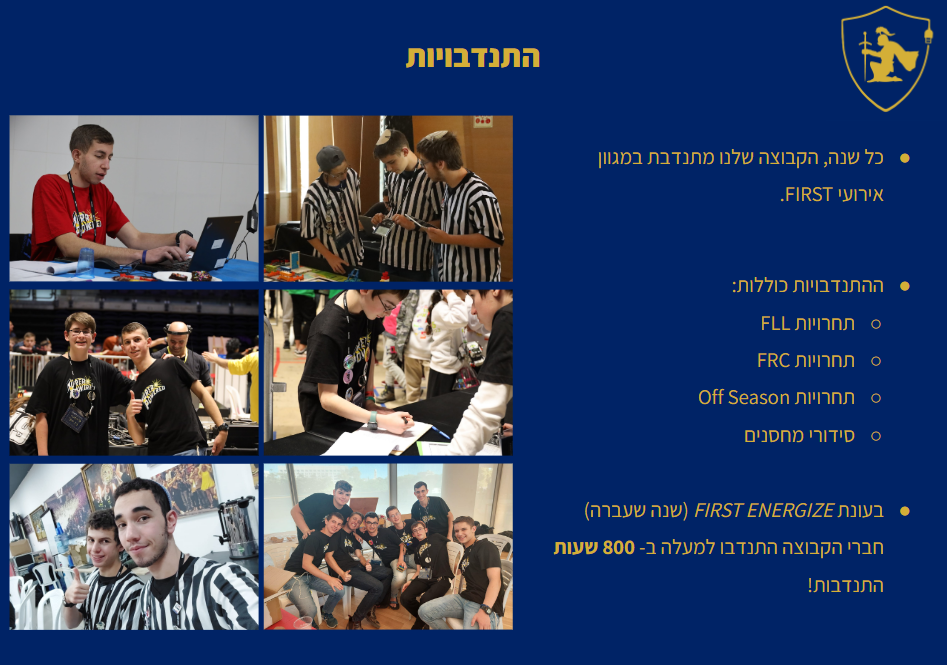 התנדבויות
כל שנה, הקבוצה שלנו מתנדבת במגוון
אירועי FIRST.
ההתנדבויות כוללות:
תחרויות FLL
תחרויות FRC
תחרויות Off Season
סידורי מחסנים
בעונת FIRST ENERGIZE (שנה שעברה)
חברי הקבוצה התנדבו למעלה ב- 800 שעות
התנדבות!